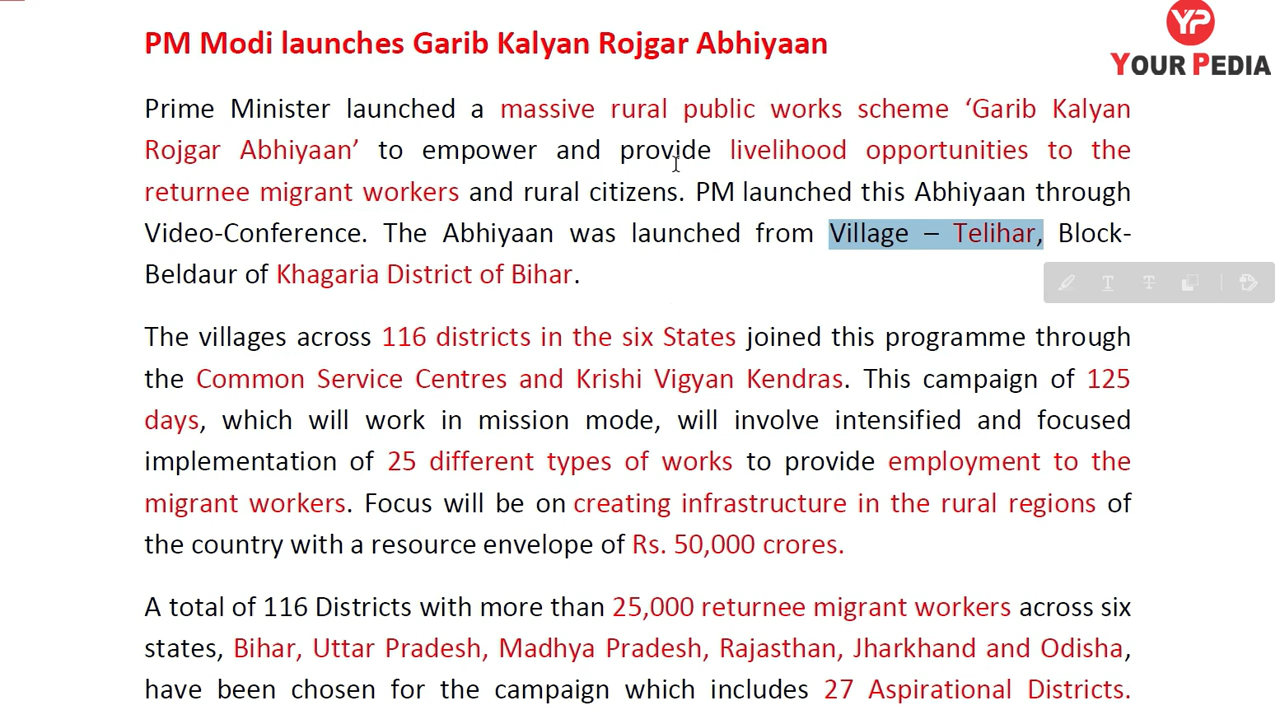 PM Modi launches Garib Kalyan Rojgar Abhiyaan
YP
YOUR PEDIA
Prime Minister launched a massive rural public works scheme ‘Garib Kalyan
Rojgar Abhiyaan’ to empower and provide livelihood opportunities to the
returnee migrant workers and rural citizens. PM launched this Abhiyaan through
Video-Conference. The Abhiyaan was launched from Village – Telihar, Block-
Beldaur of Khagaria District of Bihar.
The villages across 116 districts in the six States joined this programme through
the Common Service Centres and Krishi Vigyan Kendras. This campaign of 125
days, which will work in mission mode, will involve intensified and focused
implementation of 25 different types of works to provide employment to the
migrant workers. Focus will be on creating infrastructure in the rural regions of
the country with a resource envelope of Rs. 50,000 crores.
A total of 116 Districts with more than 25,000 returnee migrant workers across six
states, Bihar, Uttar Pradesh, Madhya Pradesh, Rajasthan, Jharkhand and Odisha,
have been chosen for the campaign which includes 27 Aspirational Districts.